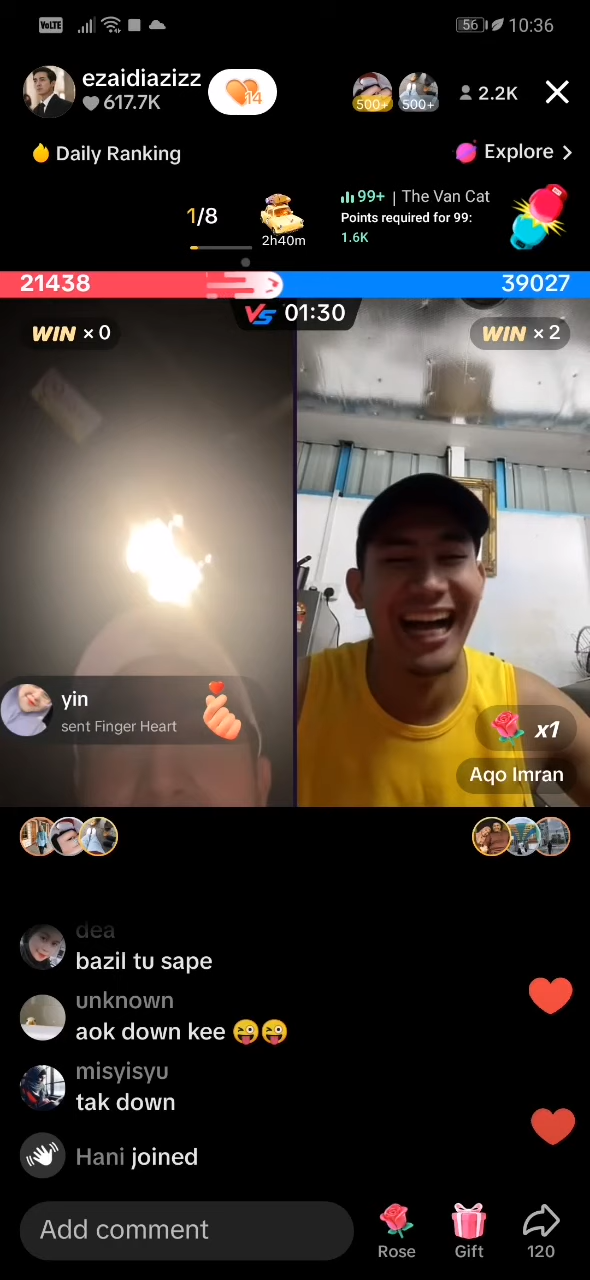 VoLTE
56
10:36
ezaidiazizz
617.7K
14
500+
500+
2.2K
Daily Ranking
Explore
1/8
2h40m
99+ | The Van Cat
Points required for 99:
1.6K
21438
39027
VS 01:30
WIN × 0
WIN × 2
yin
sent Finger Heart
x1
Aqo Imran
dea
bazil tu sape
unknown
aok down kee 😜😜
misyisyu
tak down
Hani joined
Add comment
Rose
Gift
120